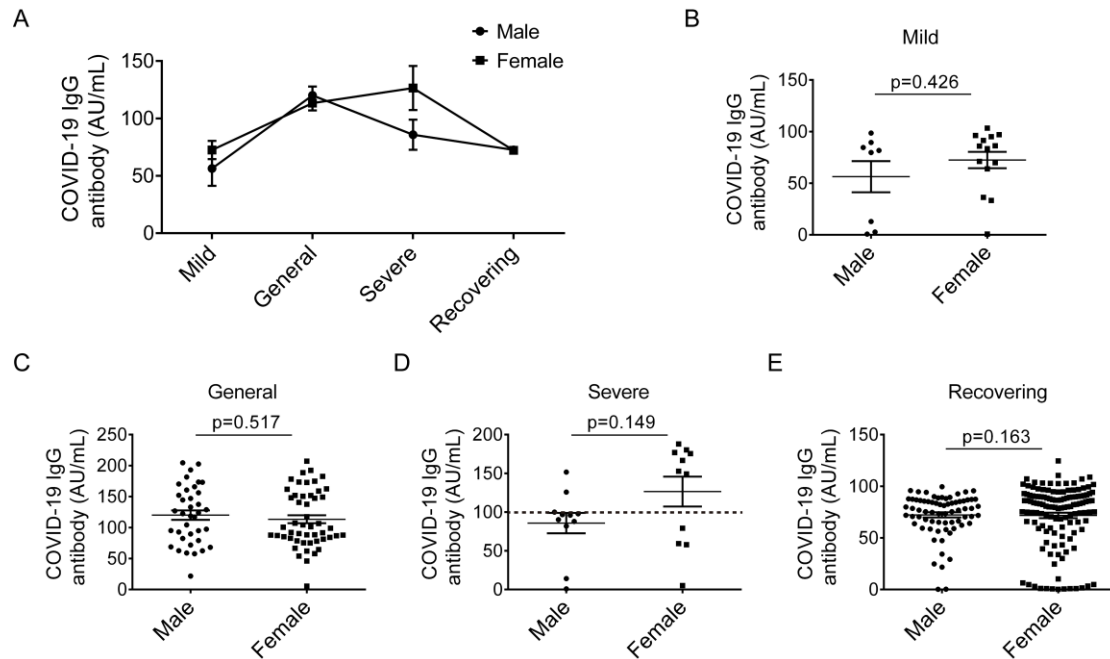 A
Male
Female
COVID-19 IgG
antibody (AU/mL)
150
100
50
0
Mild
General
Severe
Recovering
B
Mild
p=0.426
COVID-19 IgG
antibody (AU/mL)
150
100
50
0
Male
Female
C
General
p=0.517
COVID-19 IgG
antibody (AU/mL)
250
200
150
100
50
0
Male
Female
D
Severe
p=0.149
COVID-19 IgG
antibody (AU/mL)
200
150
100
50
0
Male
Female
E
Recovering
p=0.163
COVID-19 IgG
antibody (AU/mL)
150
100
50
0
Male
Female